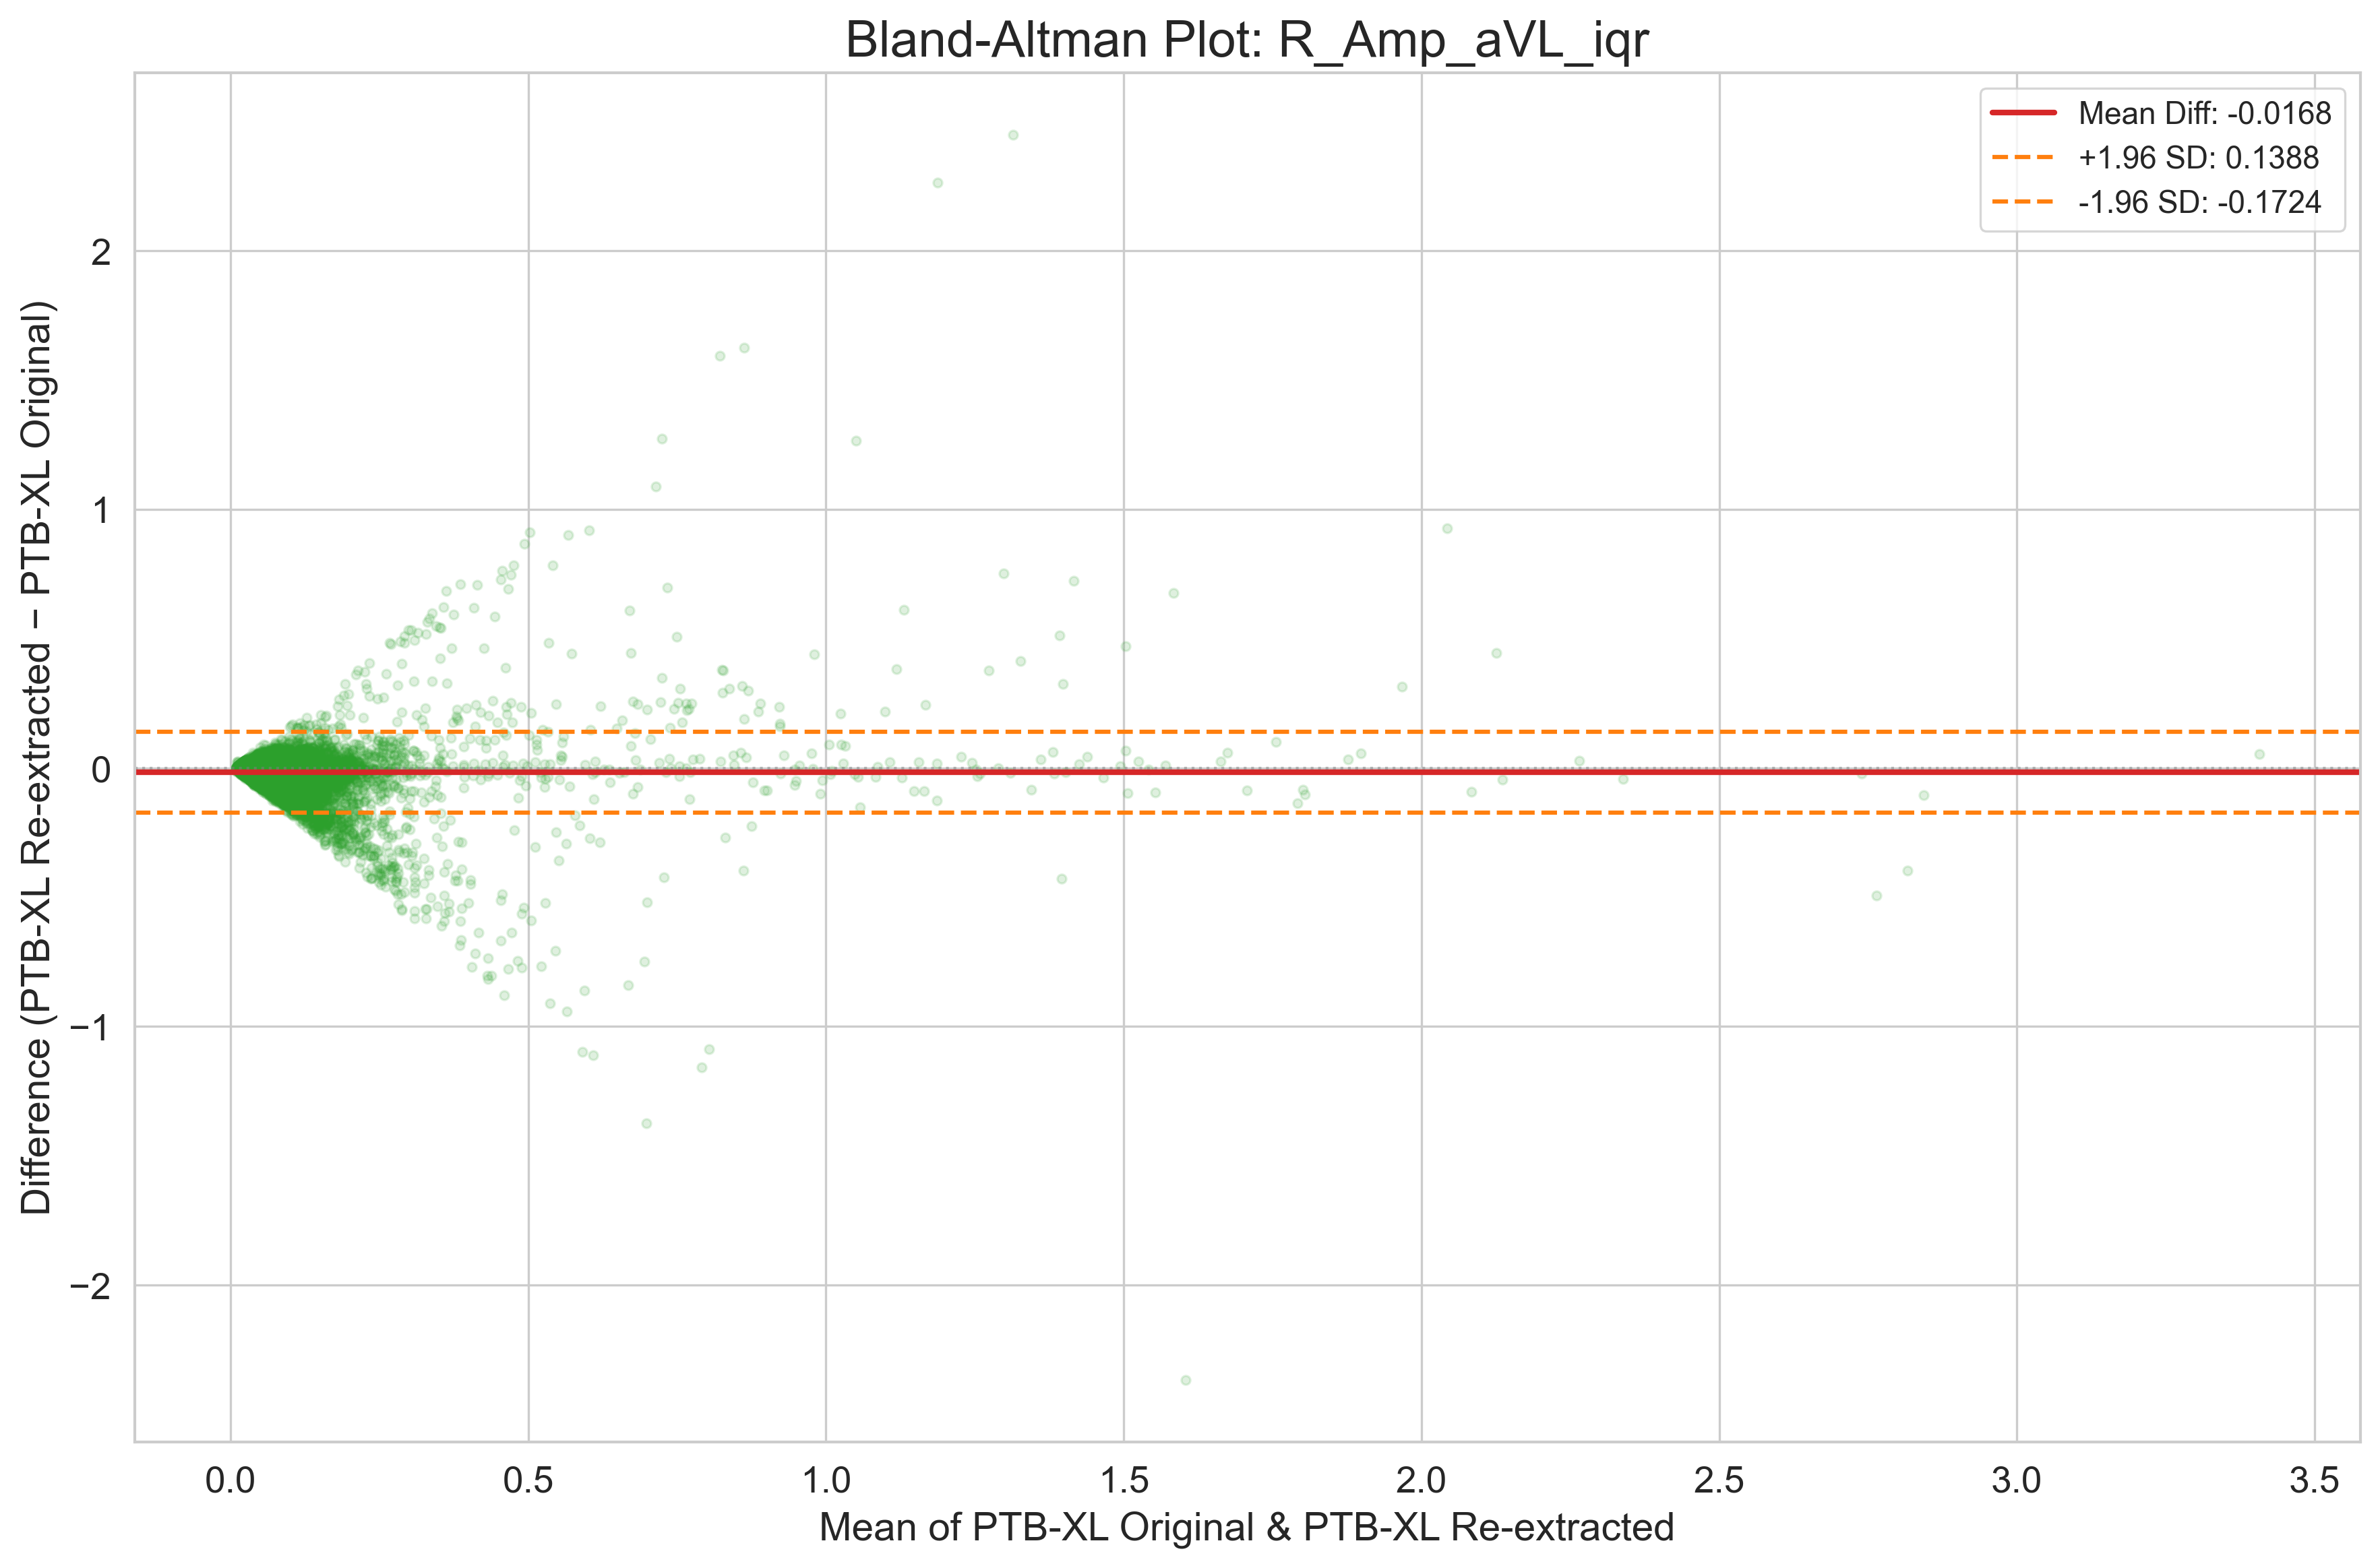 Bland-Altman Plot: R_Amp_aVL_iqr
Mean Diff: -0.0168
+1.96 SD: 0.1388
-1.96 SD: -0.1724
Difference (PTB-XL Re-extracted − PTB-XL Original)
2
1
0
−1
−2
0.0 0.5 1.0 1.5 2.0 2.5 3.0 3.5
Mean of PTB-XL Original & PTB-XL Re-extracted